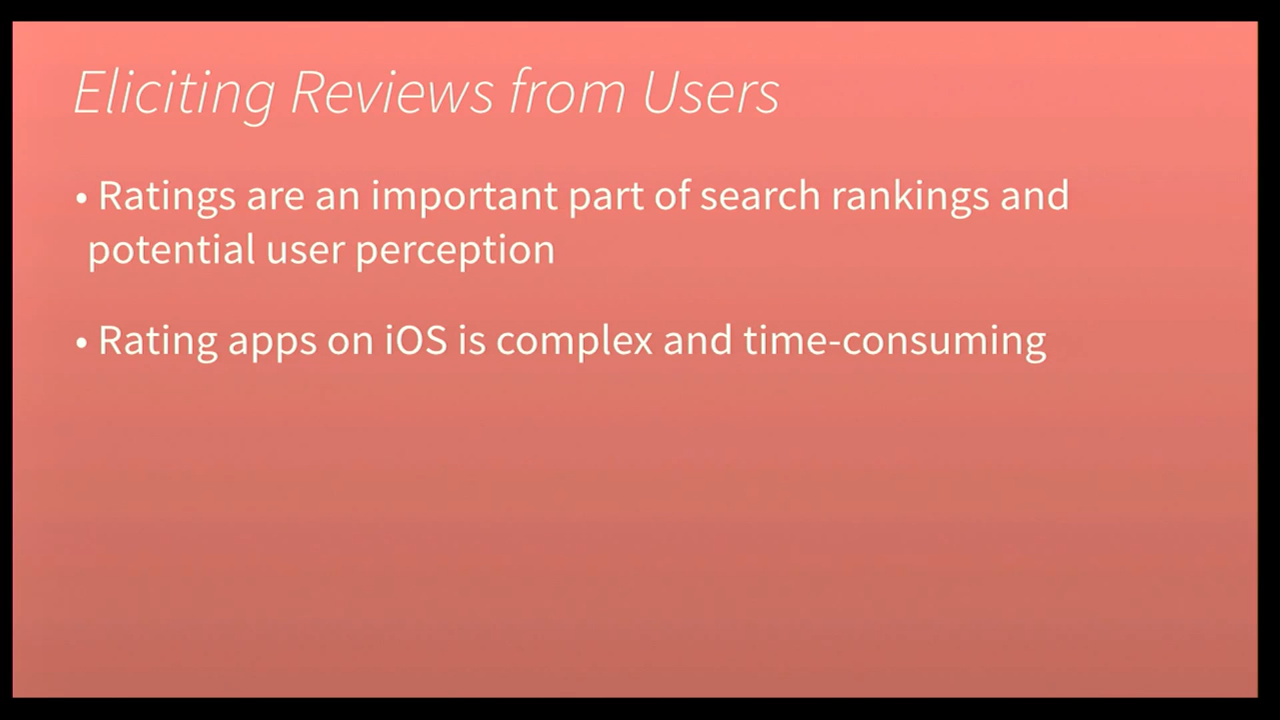 Eliciting Reviews from Users
• Ratings are an important part of search rankings and
potential user perception
• Rating apps on iOS is complex and time-consuming